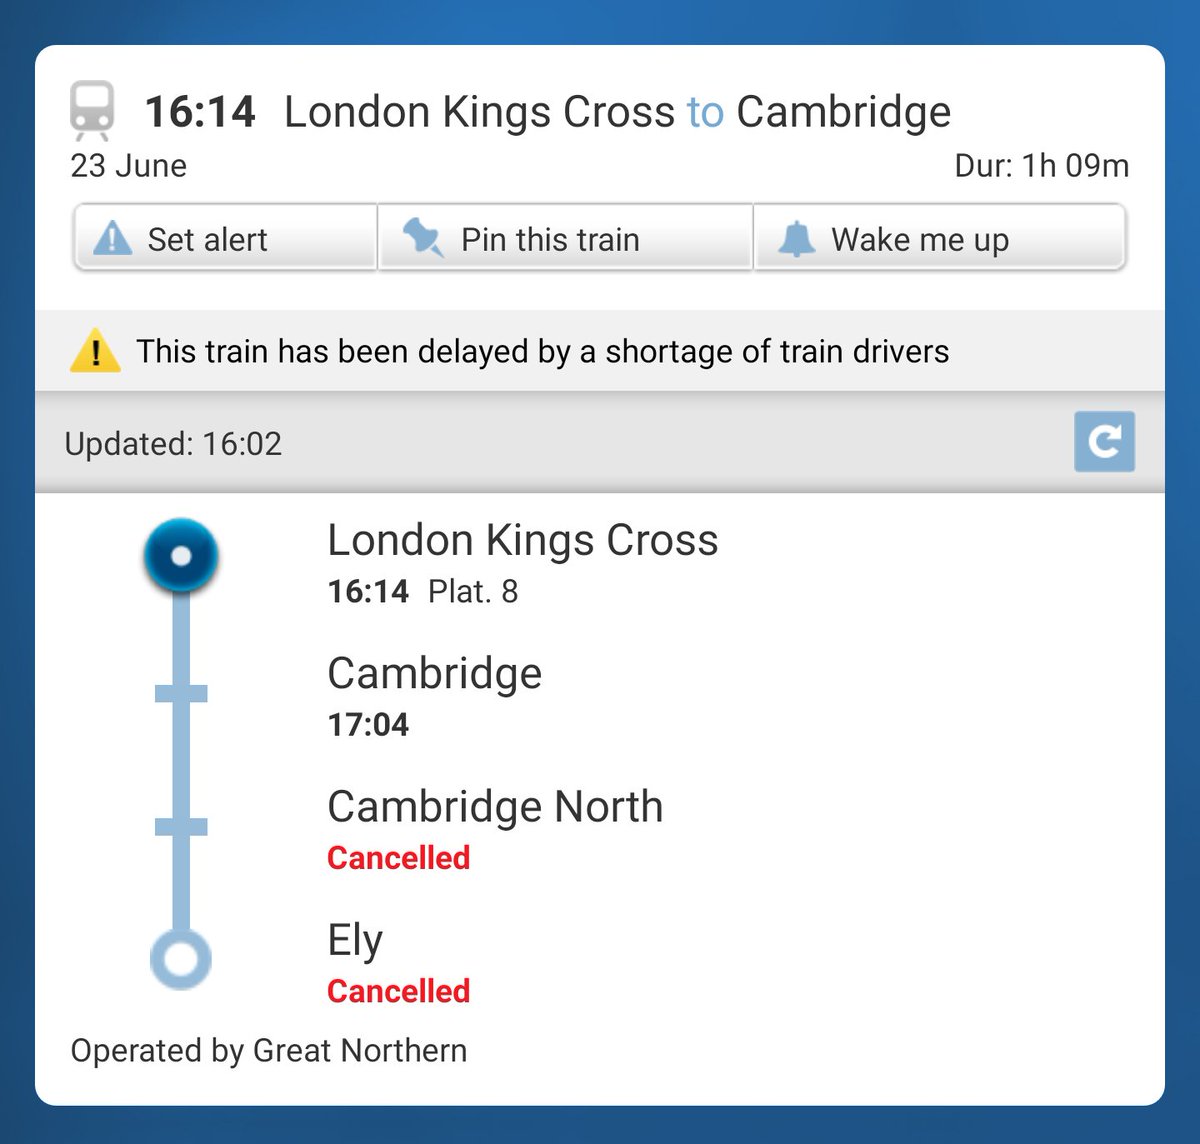 16:14 London Kings Cross to Cambridge
23 June Dur: 1h 09m
Set alert Pin this train Wake me up
This train has been delayed by a shortage of train drivers
Updated: 16:02
London Kings Cross
16:14 Plat. 8
Cambridge
17:04
Cambridge North
Cancelled
Ely
Cancelled
Operated by Great Northern